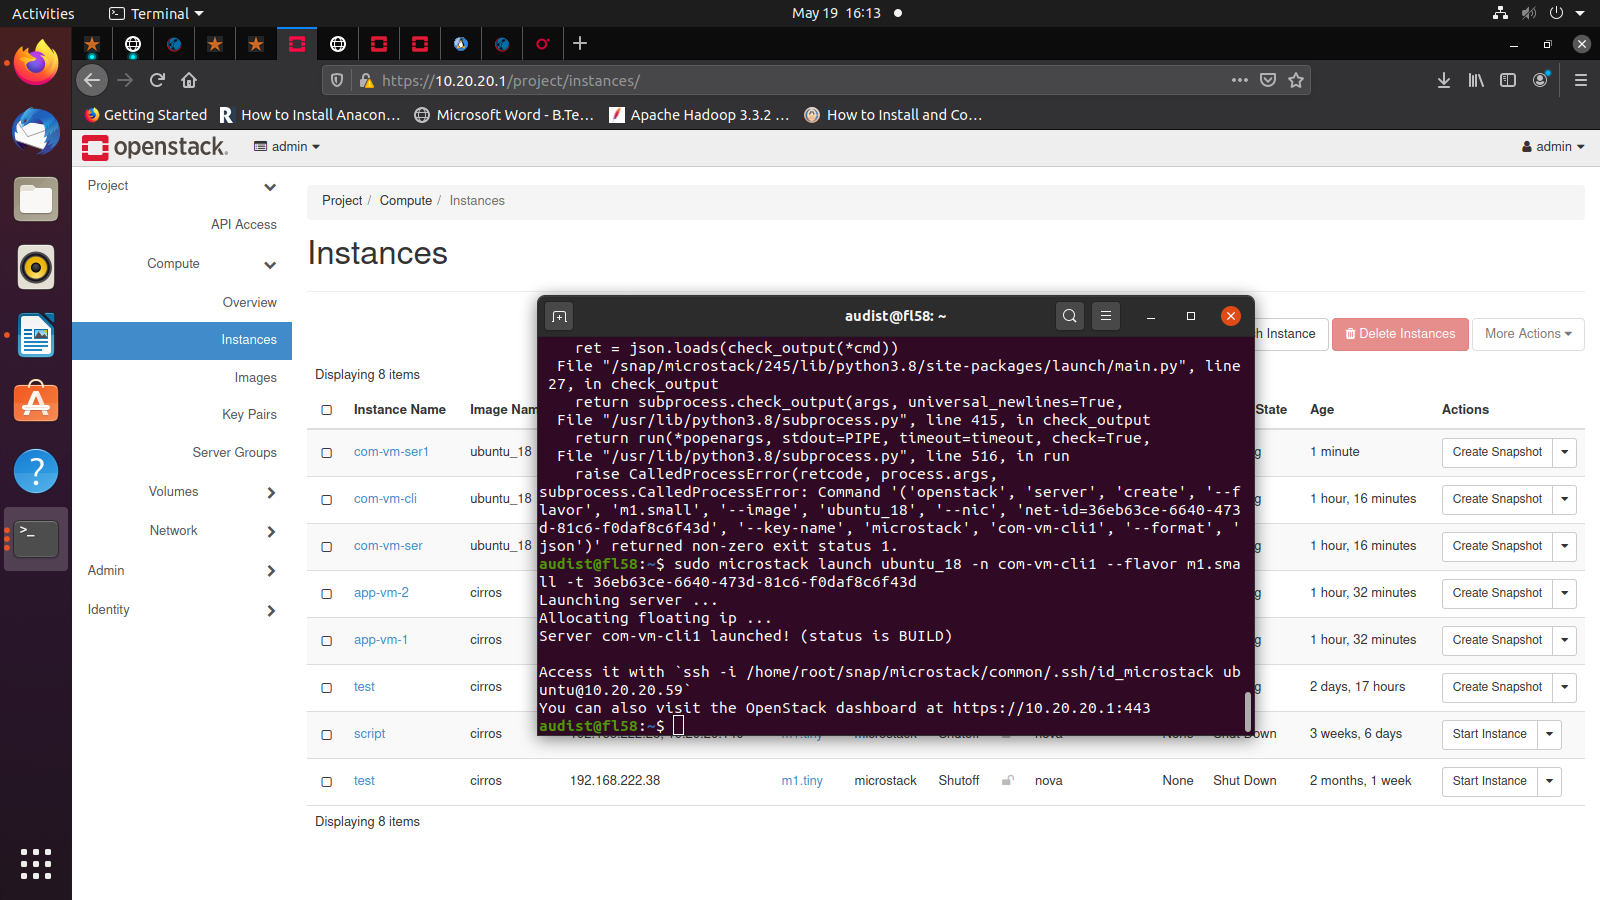 Activities
Terminal
May 19 16:13
https://10.20.20.1/project/instances/
Getting Started
How to Install Anacon...
Microsoft Word - B.Te...
Apache Hadoop 3.3.2 ...
How to Install and Co...
openstack.
admin
admin
Project
API Access
Compute
Overview
Instances
Images
Key Pairs
Server Groups
Volumes
Network
Admin
Identity
Project / Compute / Instances
Instances
h Instance
Delete Instances
More Actions
Displaying 8 items
Instance Name Image Nam State Age Actions
com-vm-ser1 ubuntu_18 g 1 minute Create Snapshot
com-vm-cli ubuntu_18 g 1 hour, 16 minutes Create Snapshot
com-vm-ser ubuntu_18 g 1 hour, 16 minutes Create Snapshot
app-vm-2 cirros g 1 hour, 32 minutes Create Snapshot
app-vm-1 cirros g 1 hour, 32 minutes Create Snapshot
test cirros g 2 days, 17 hours Create Snapshot
script cirros m1.tiny microstack Shutoff nova None Shut Down 3 weeks, 6 days Start Instance
test cirros 192.168.222.38 m1.tiny microstack Shutoff nova None Shut Down 2 months, 1 week Start Instance
Displaying 8 items
audist@fl58: ~
ret = json.loads(check_output(*cmd))
File "/snap/microstack/245/lib/python3.8/site-packages/launch/main.py", line
27, in check_output
return subprocess.check_output(args, universal_newlines=True,
File "/usr/lib/python3.8/subprocess.py", line 415, in check_output
return run(*popenargs, stdout=PIPE, timeout=timeout, check=True,
File "/usr/lib/python3.8/subprocess.py", line 516, in run
raise CalledProcessError(retcode, process.args,
subprocess.CalledProcessError: Command '('openstack', 'server', 'create', '--f
lavor', 'm1.small', '--image', 'ubuntu_18', '--nic', 'net-id=36eb63ce-6640-473
d-81c6-f0daf8c6f43d', '--key-name', 'microstack', 'com-vm-cli1', '--format', '
json')' returned non-zero exit status 1.
audist@fl58:~$ sudo microstack launch ubuntu_18 -n com-vm-cli1 --flavor m1.sma
ll -t 36eb63ce-6640-473d-81c6-f0daf8c6f43d
Launching server ...
Allocating floating ip ...
Server com-vm-cli1 launched! (status is BUILD)
Access it with `ssh -i /home/root/snap/microstack/common/.ssh/id_microstack ub
untu@10.20.20.59`
You can also visit the OpenStack dashboard at https://10.20.20.1:443
audist@fl58:~$